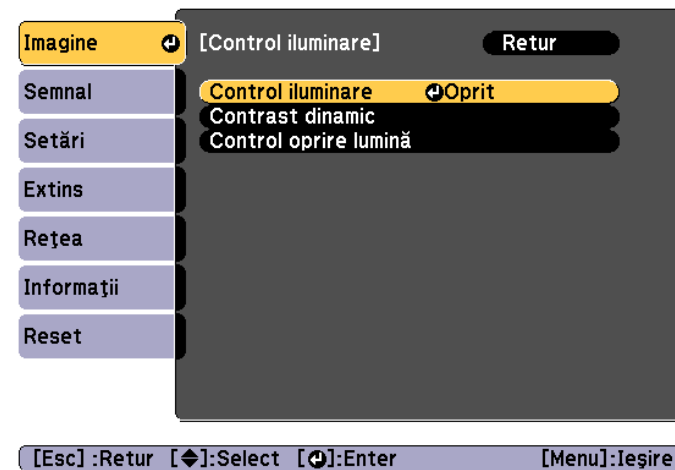 Imagine
[Control iluminare] Retur
Semnal
Control iluminare Oprit
Contrast dinamic
Setări
Control oprire lumină
Extins
Reţea
Informaţii
Reset
[Esc] :Retur [◆]:Select [⏎]:Enter [Menu]:Ieşire